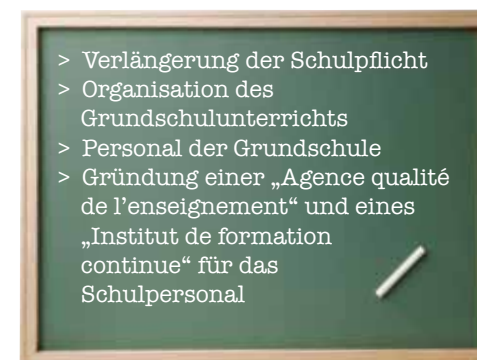 > Verlängerung der Schulpflicht
> Organisation des
Grundschulunterrichts
> Personal der Grundschule
> Gründung einer „Agence qualité
de l’enseignement“ und eines
„Institut de formation
continue“ für das
Schulpersonal